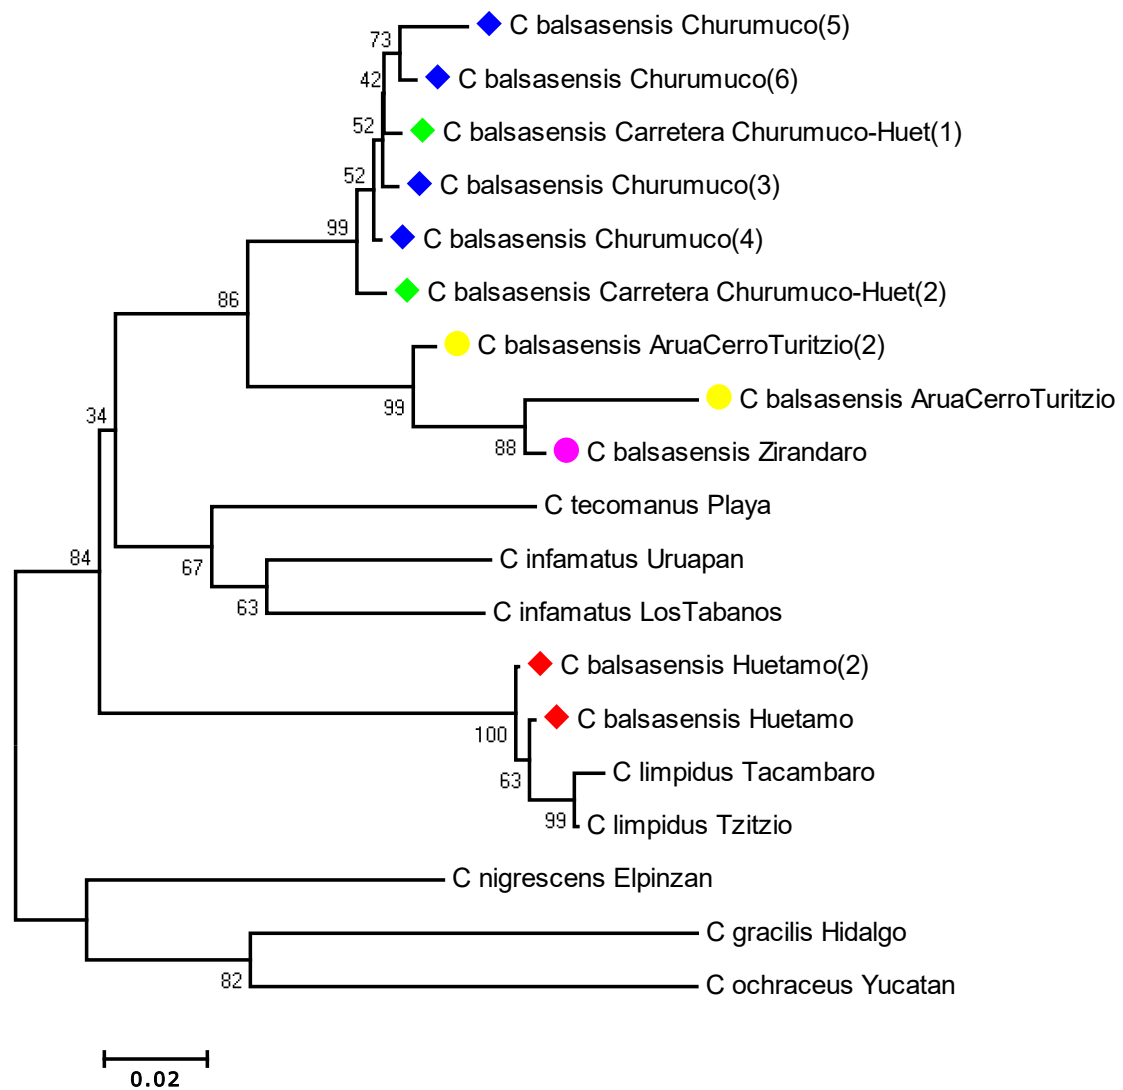 C balsasensis Churumuco(5)
73
C balsasensis Churumuco(6)
42
C balsasensis Carretera Churumuco-Huet(1)
52
C balsasensis Churumuco(3)
52
C balsasensis Churumuco(4)
99
C balsasensis Carretera Churumuco-Huet(2)
86
C balsasensis AruaCerroTuritzio(2)
99
C balsasensis AruaCerroTuritzio
34
88
C balsasensis Zirandaro
C tecomanus Playa
84
67
C infamatus Uruapan
63
C infamatus LosTabanos
C balsasensis Huetamo(2)
100
C balsasensis Huetamo
63
C limpidus Tacambaro
99
C limpidus Tzitzio
C nigrescens Elpinzan
C gracilis Hidalgo
82
C ochraceus Yucatan
0.02